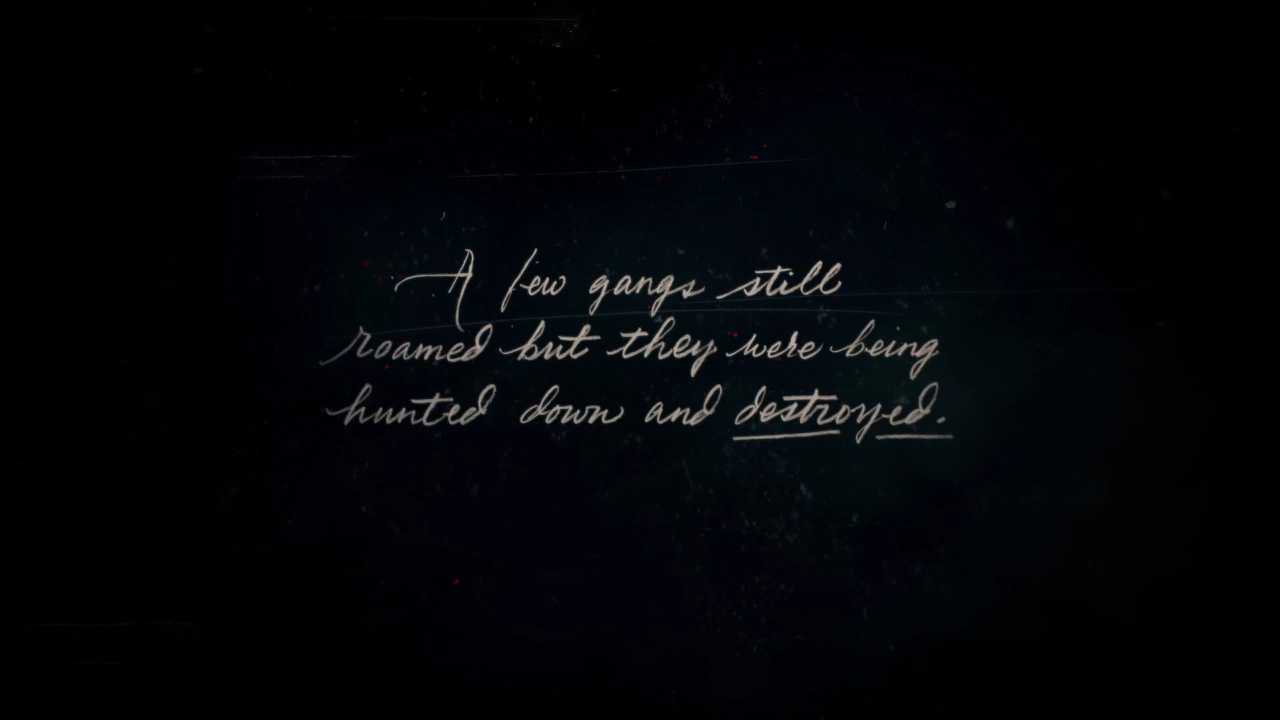 A few gangs still
roamed but they were being
hunted down and destroyed.